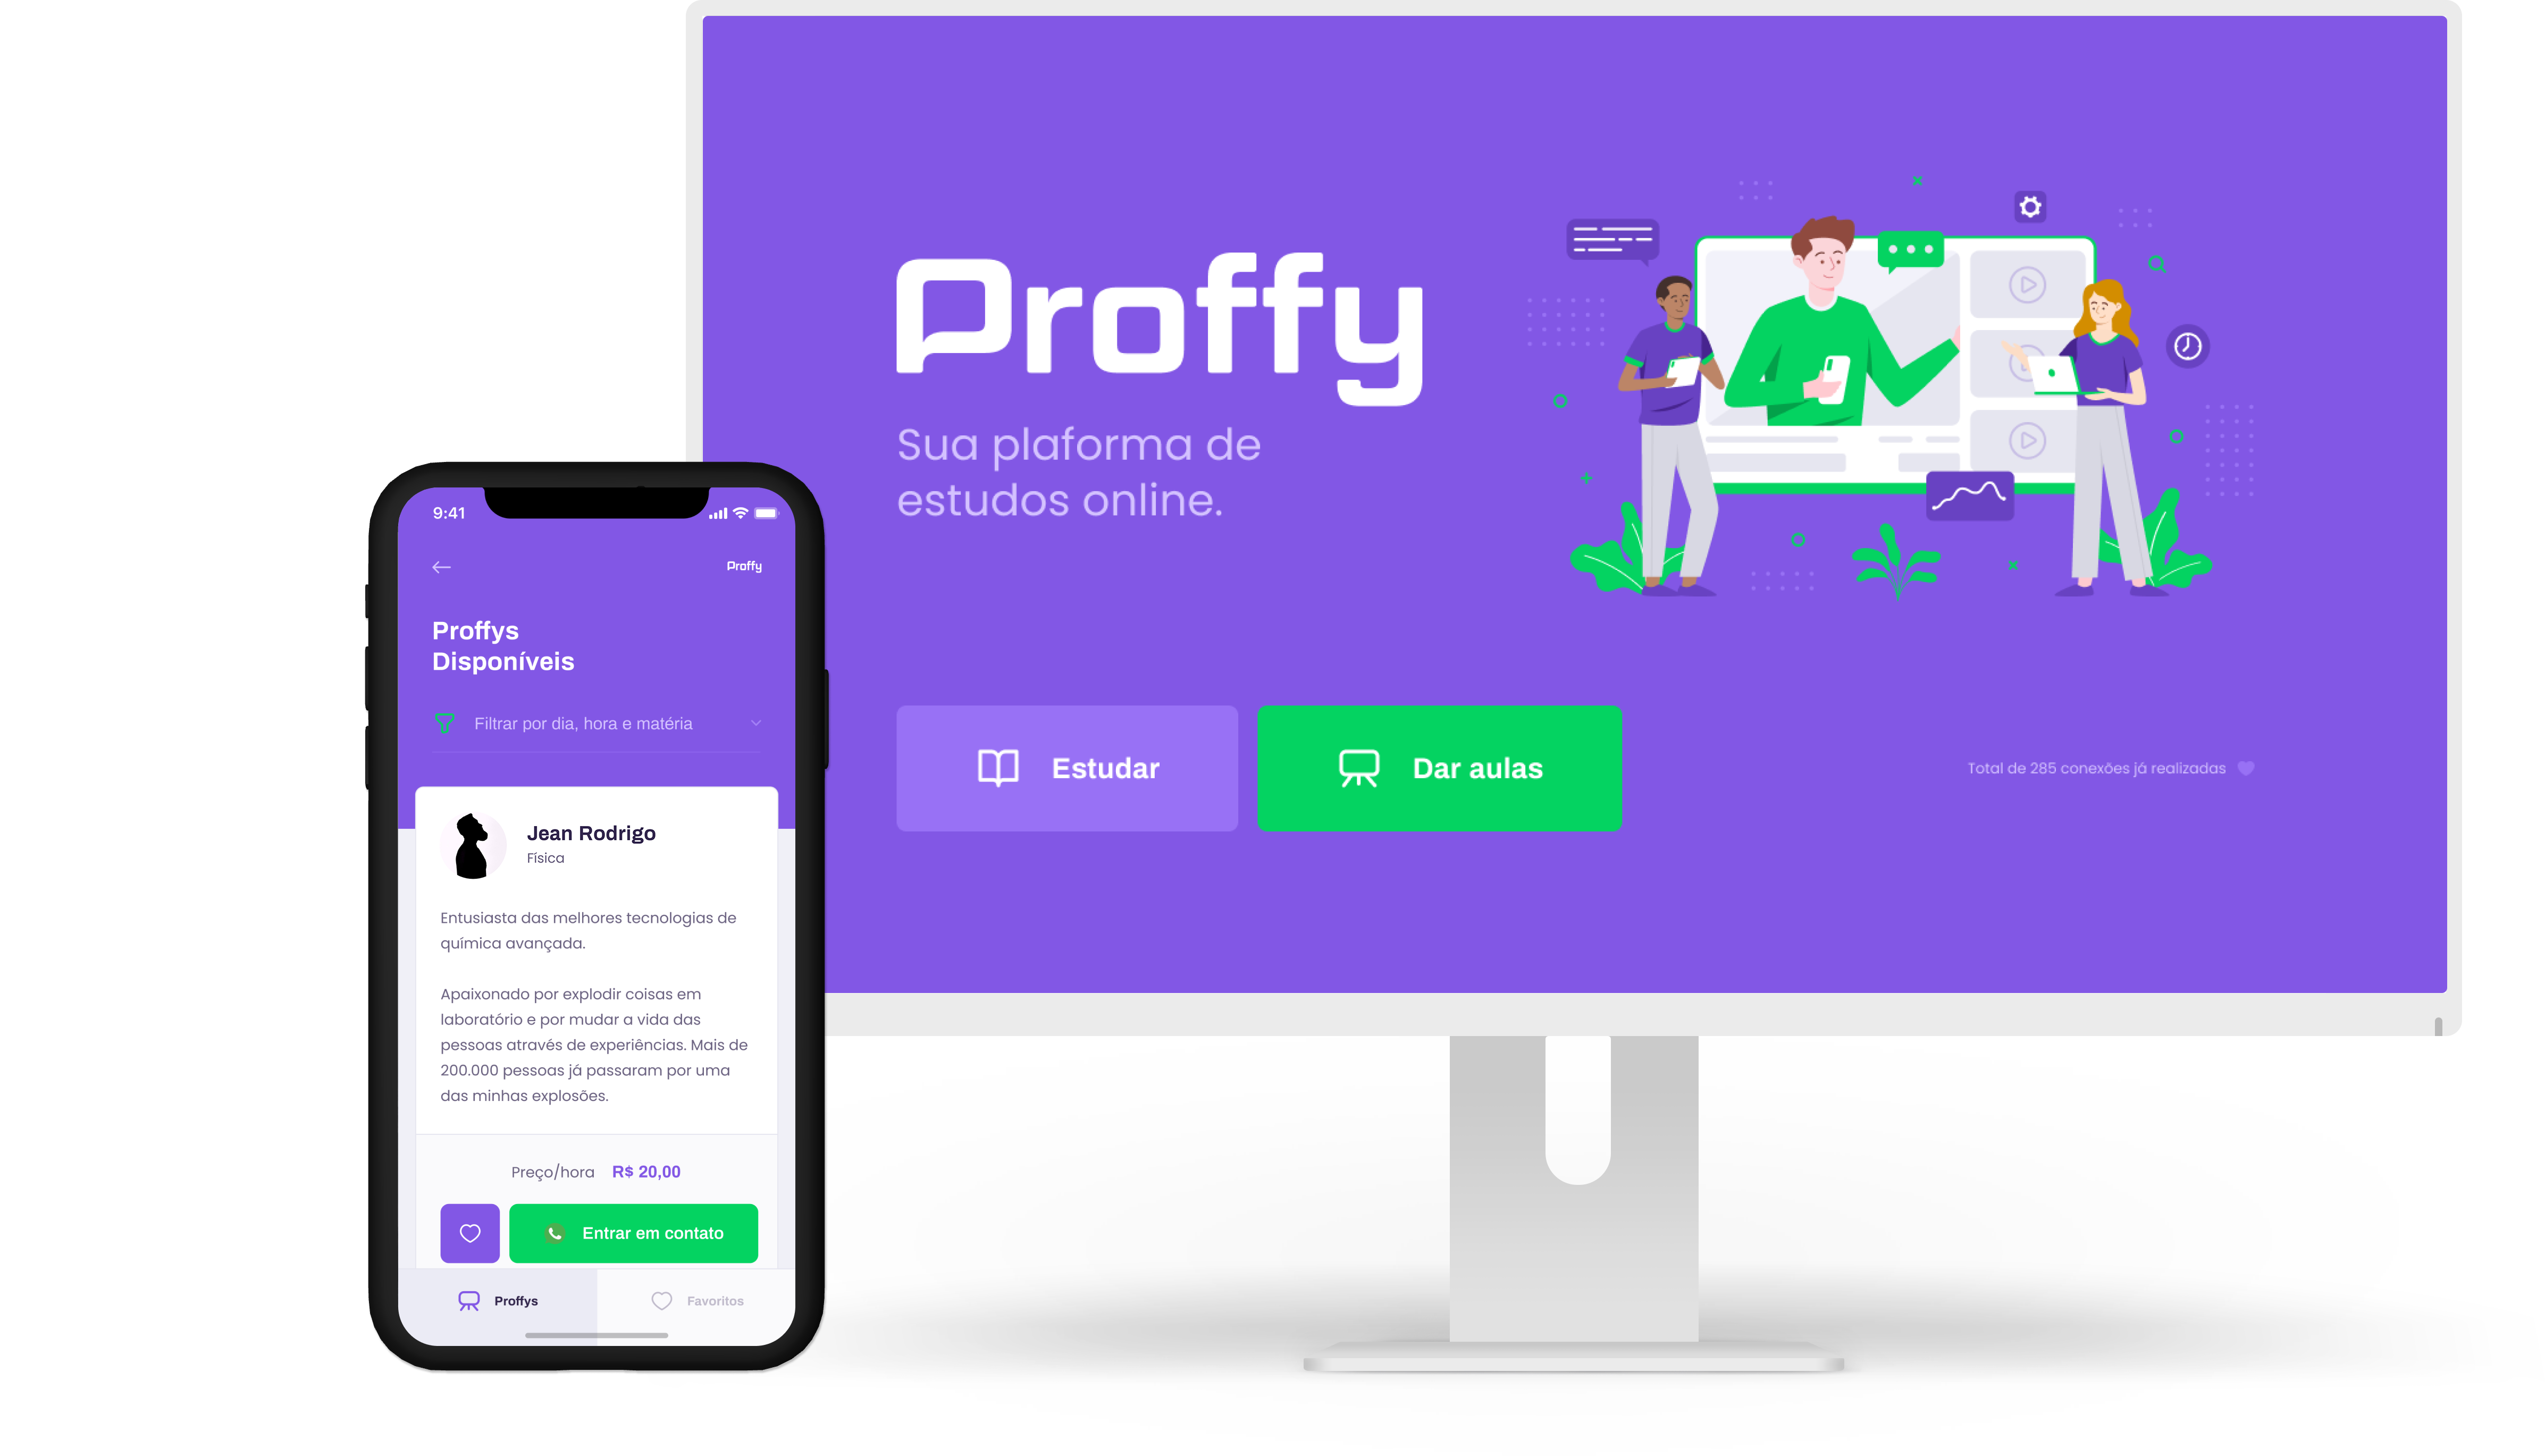 Proffy
Sua plaforma de
estudos online.
Estudar
Dar aulas
Total de 285 conexões já realizadas
9:41
Proffy
Proffys
Disponíveis
Filtrar por dia, hora e matéria
Jean Rodrigo
Física
Entusiasta das melhores tecnologias de
química avançada.
Apaixonado por explodir coisas em
laboratório e por mudar a vida das
pessoas através de experiências. Mais de
200.000 pessoas já passaram por uma
das minhas explosões.
Preço/hora R$ 20,00
Entrar em contato
Proffys
Favoritos